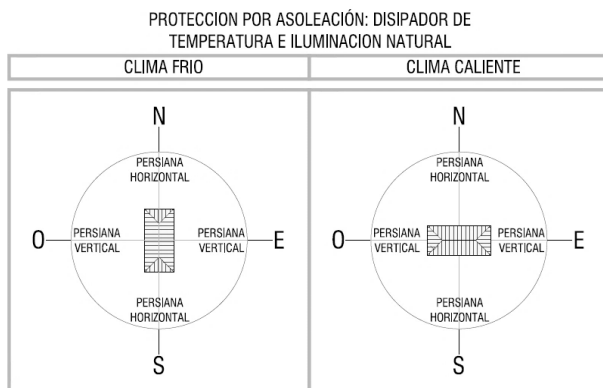 PROTECCION POR ASOLEACIÓN: DISIPADOR DE
TEMPERATURA E ILUMINACION NATURAL
CLIMA FRIO
CLIMA CALIENTE
N
PERSIANA
HORIZONTAL
O
PERSIANA
VERTICAL
PERSIANA
VERTICAL
E
PERSIANA
HORIZONTAL
S
N
PERSIANA
HORIZONTAL
O
PERSIANA
VERTICAL
PERSIANA
VERTICAL
E
PERSIANA
HORIZONTAL
S